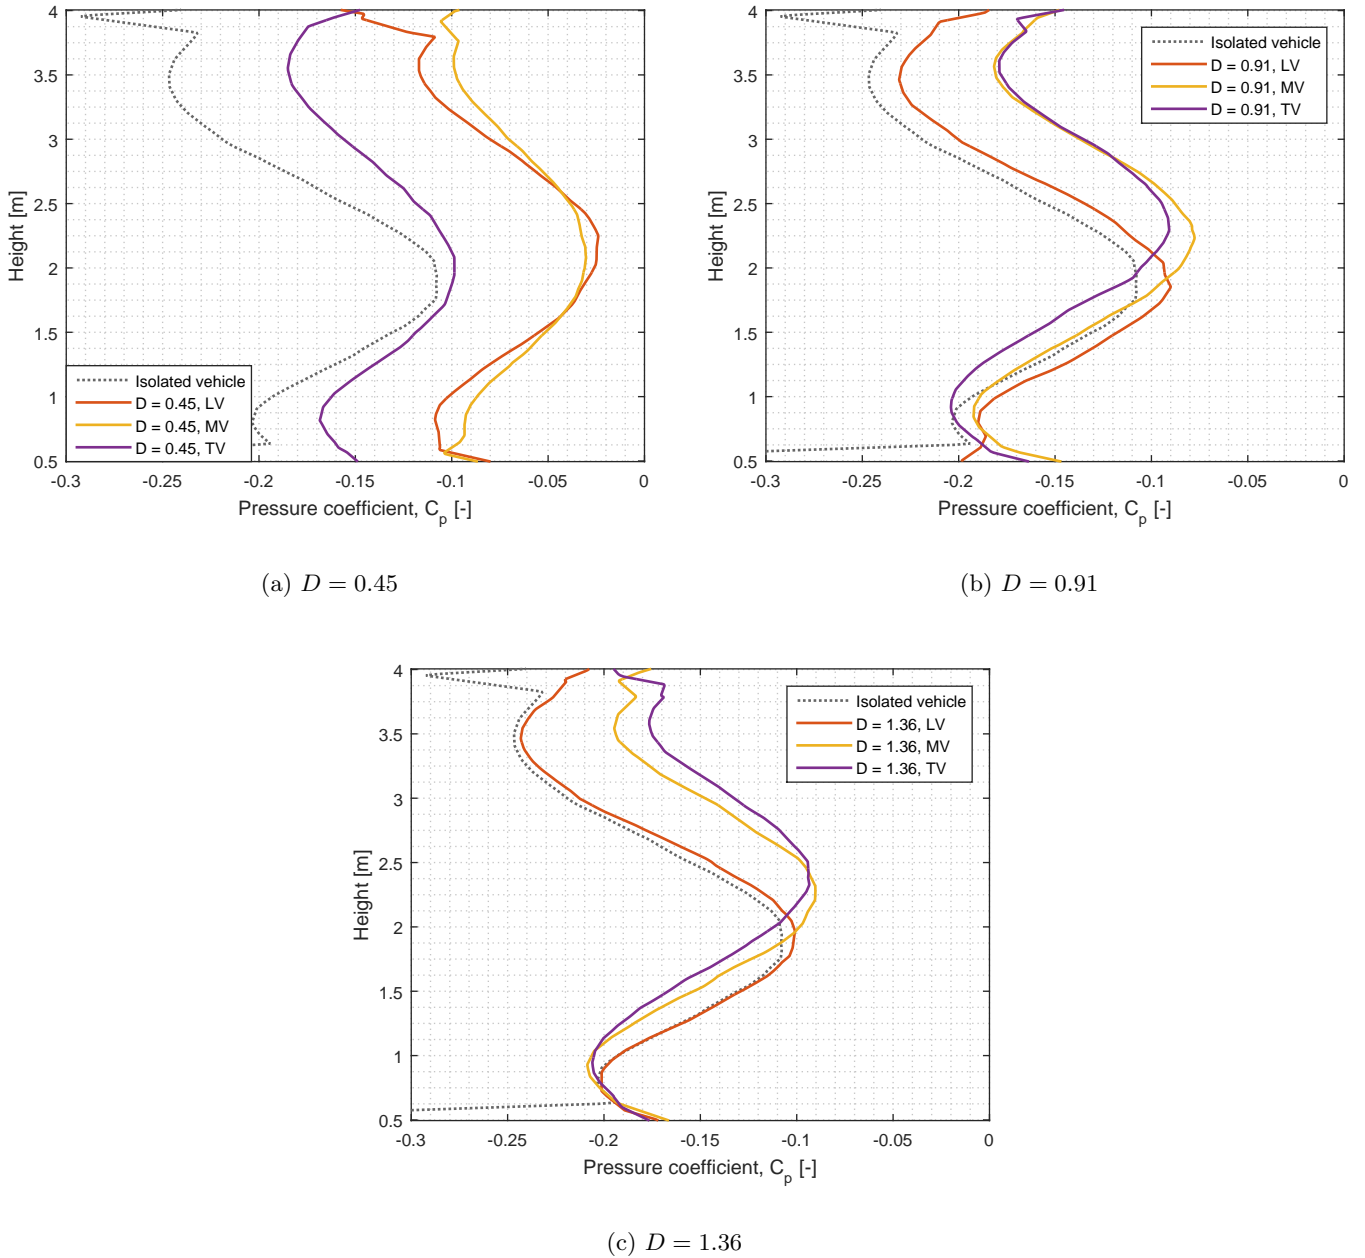 4
3.5
3
2.5
2
1.5
1
0.5
Height [m]
Isolated vehicle
D = 0.45, LV
D = 0.45, MV
D = 0.45, TV
-0.3 -0.25 -0.2 -0.15 -0.1 -0.05 0
Pressure coefficient, C_p [-]
(a) D = 0.45
4
3.5
3
2.5
2
1.5
1
0.5
Height [m]
Isolated vehicle
D = 0.91, LV
D = 0.91, MV
D = 0.91, TV
-0.3 -0.25 -0.2 -0.15 -0.1 -0.05 0
Pressure coefficient, C_p [-]
(b) D = 0.91
4
3.5
3
2.5
2
1.5
1
0.5
Height [m]
Isolated vehicle
D = 1.36, LV
D = 1.36, MV
D = 1.36, TV
-0.3 -0.25 -0.2 -0.15 -0.1 -0.05 0
Pressure coefficient, C_p [-]
(c) D = 1.36